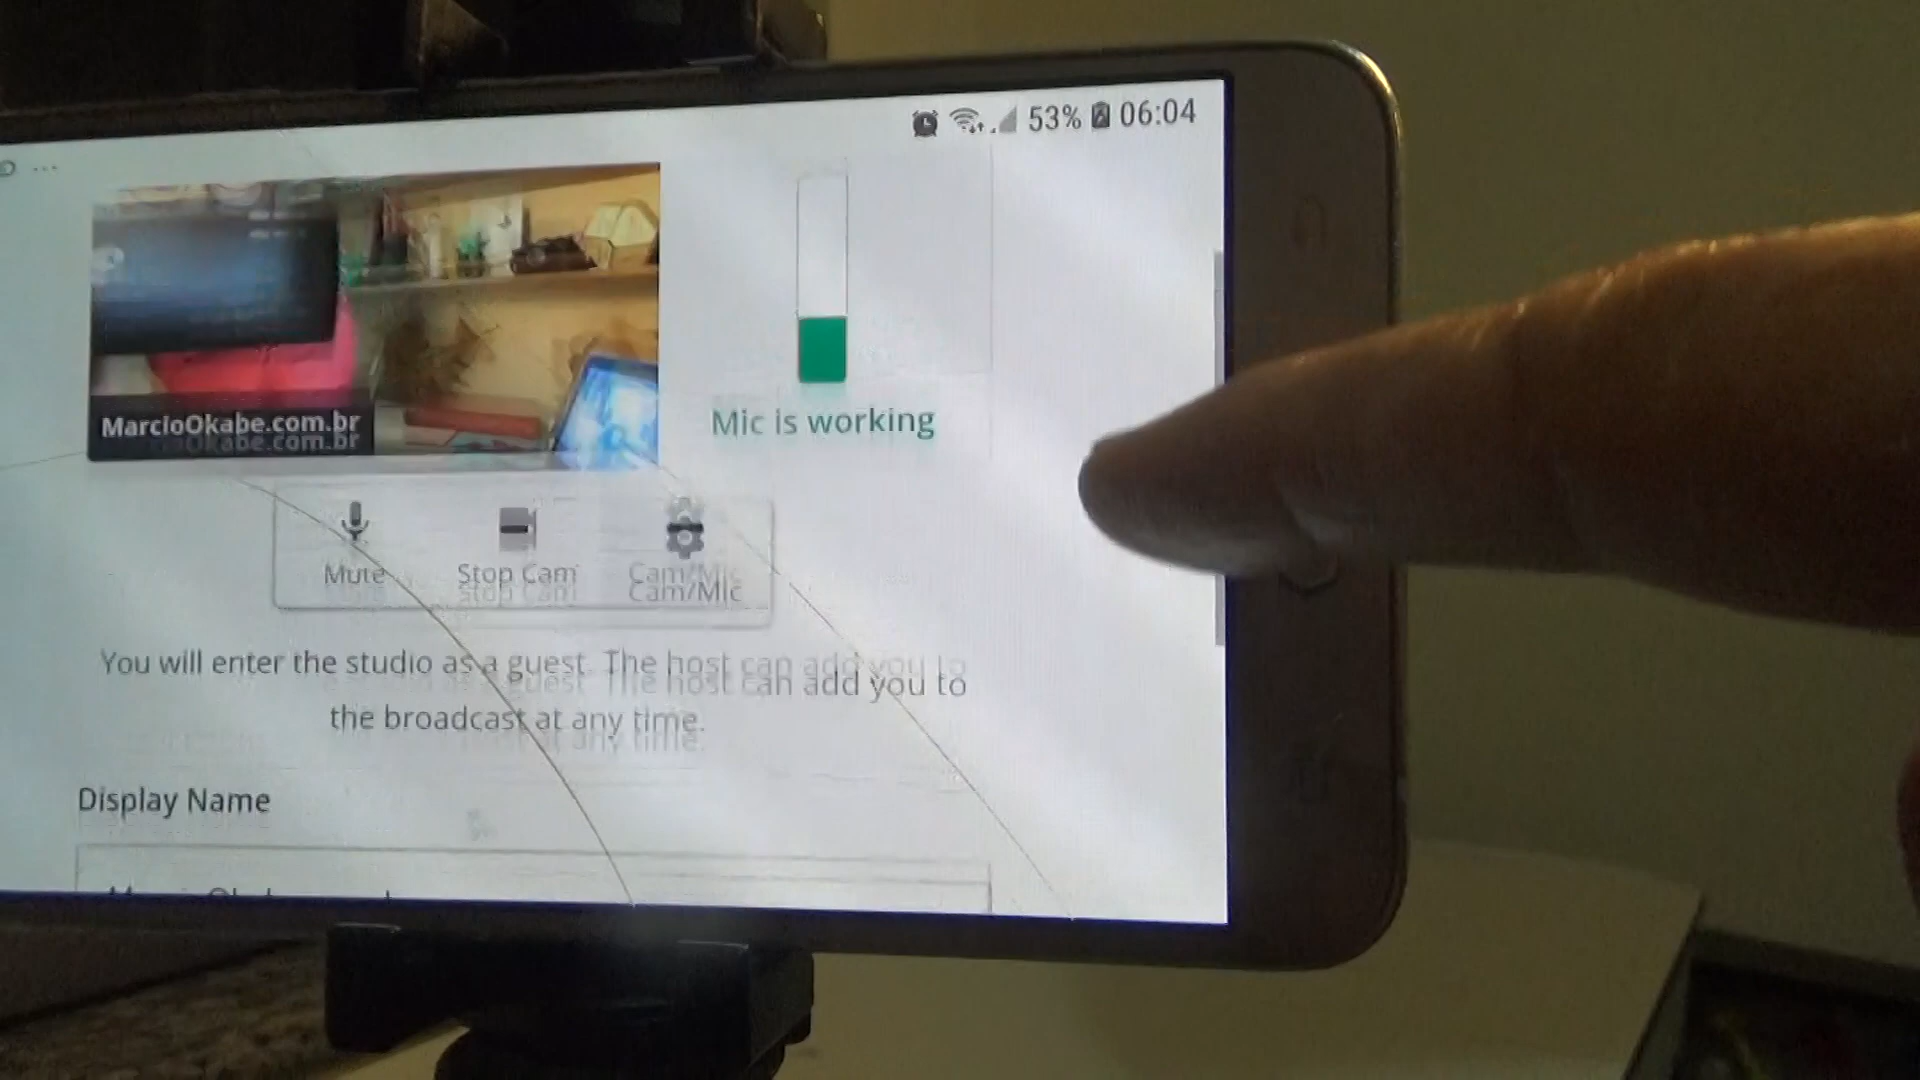 53% 06:04
MarcioOkabe.com.br
Mic is working
Mute
Stop Cam
Cam/Mic
You will enter the studio as a guest. The host can add you to
the broadcast at any time.
Display Name